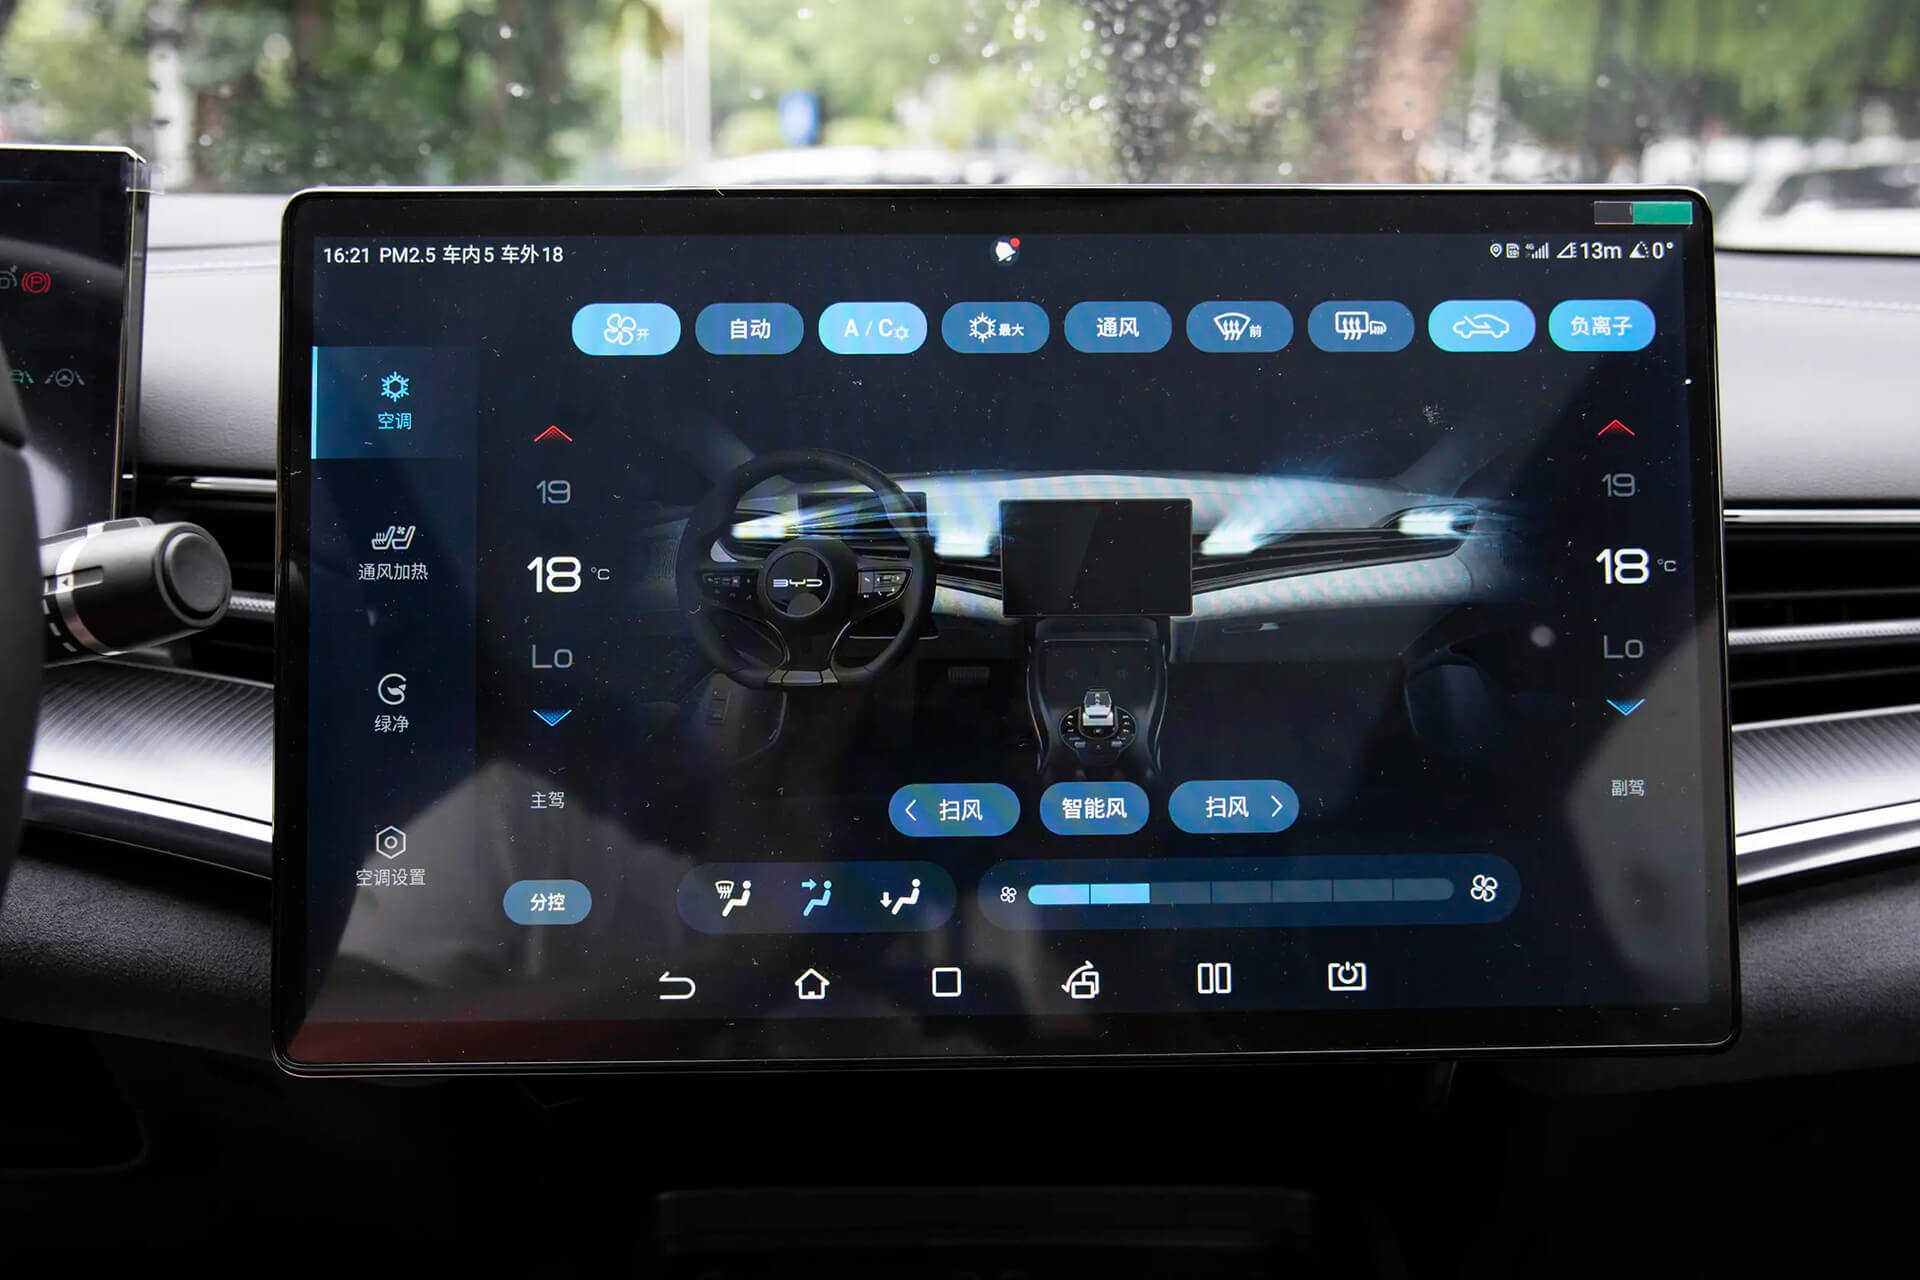 16:21 PM2.5 车内5 车外18
4G 13m 0°
开 自动 A/C 最大 通风 前 负离子
空调
通风加热
绿净
空调设置
19
18 °C
Lo
主驾
分控
BYD
19
18 °C
Lo
副驾
扫风 智能风 扫风